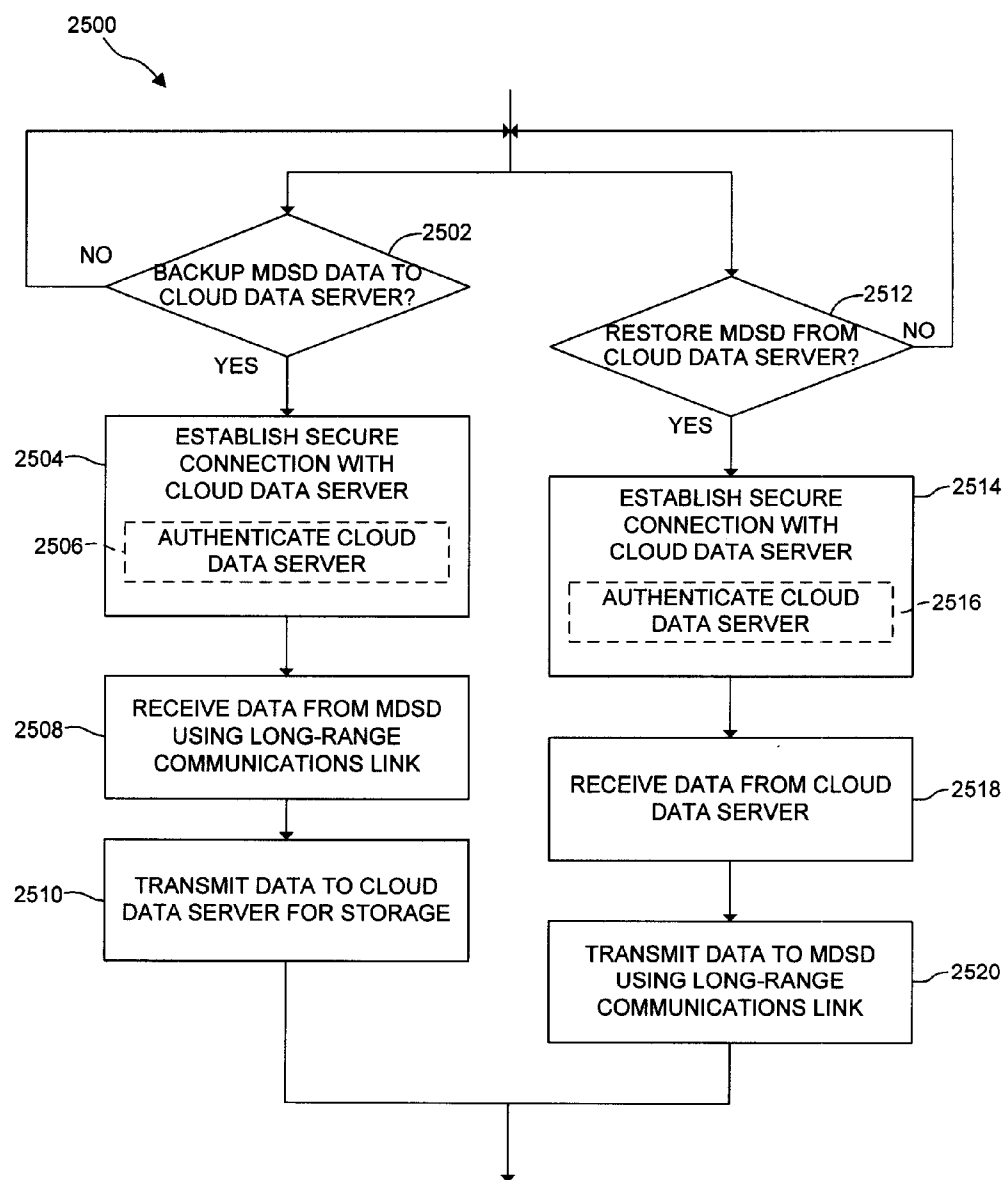 2500
2502
NO
BACKUP MDSD DATA TO
CLOUD DATA SERVER?
YES
2504
ESTABLISH SECURE
CONNECTION WITH
CLOUD DATA SERVER
2506
AUTHENTICATE CLOUD
DATA SERVER
2508
RECEIVE DATA FROM MDSD
USING LONG-RANGE
COMMUNICATIONS LINK
2510
TRANSMIT DATA TO CLOUD
DATA SERVER FOR STORAGE
2512
NO
RESTORE MDSD FROM
CLOUD DATA SERVER?
YES
2514
ESTABLISH SECURE
CONNECTION WITH
CLOUD DATA SERVER
AUTHENTICATE CLOUD
DATA SERVER
2516
RECEIVE DATA FROM CLOUD
DATA SERVER
2518
TRANSMIT DATA TO MDSD
USING LONG-RANGE
COMMUNICATIONS LINK
2520